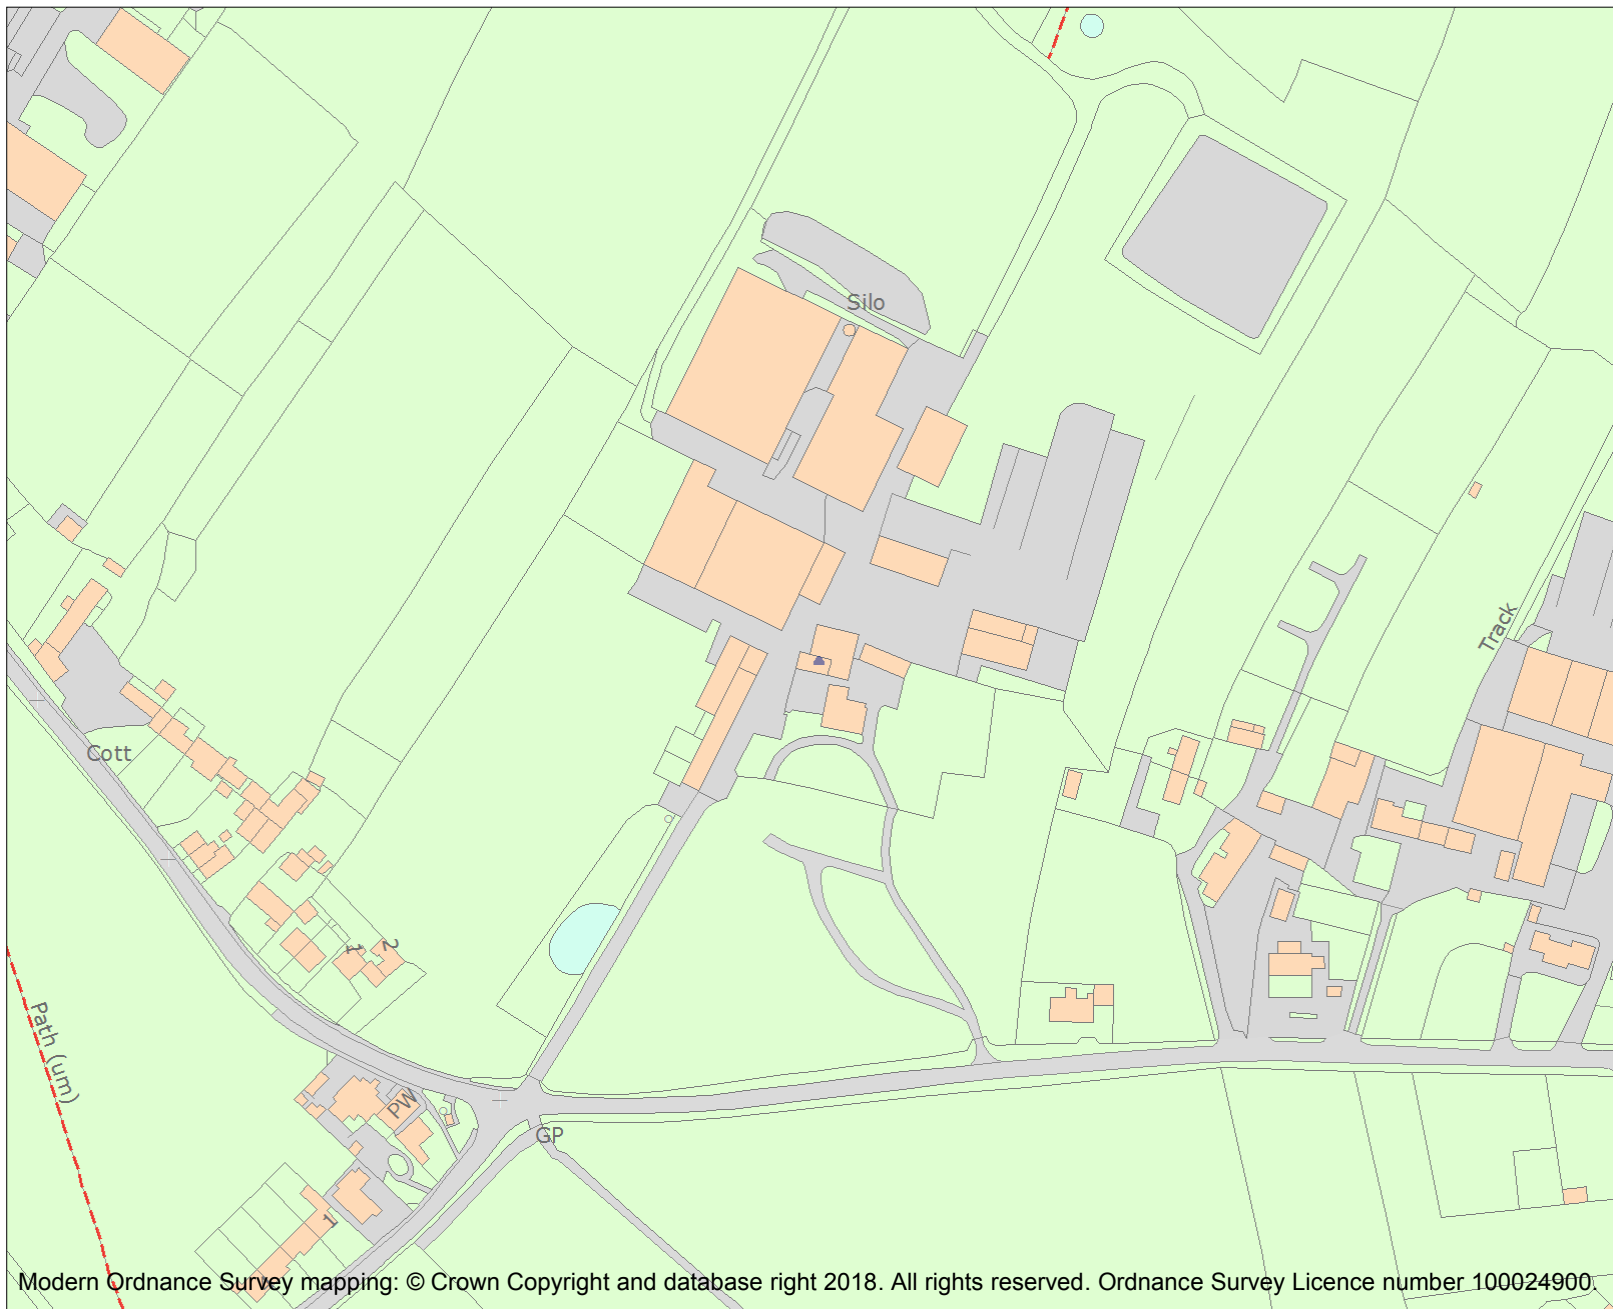 Silo
Track
Cott
1
2
Path (um)
PW
GP
1
Modern Ordnance Survey mapping: © Crown Copyright and database right 2018. All rights reserved. Ordnance Survey Licence number 100024900.